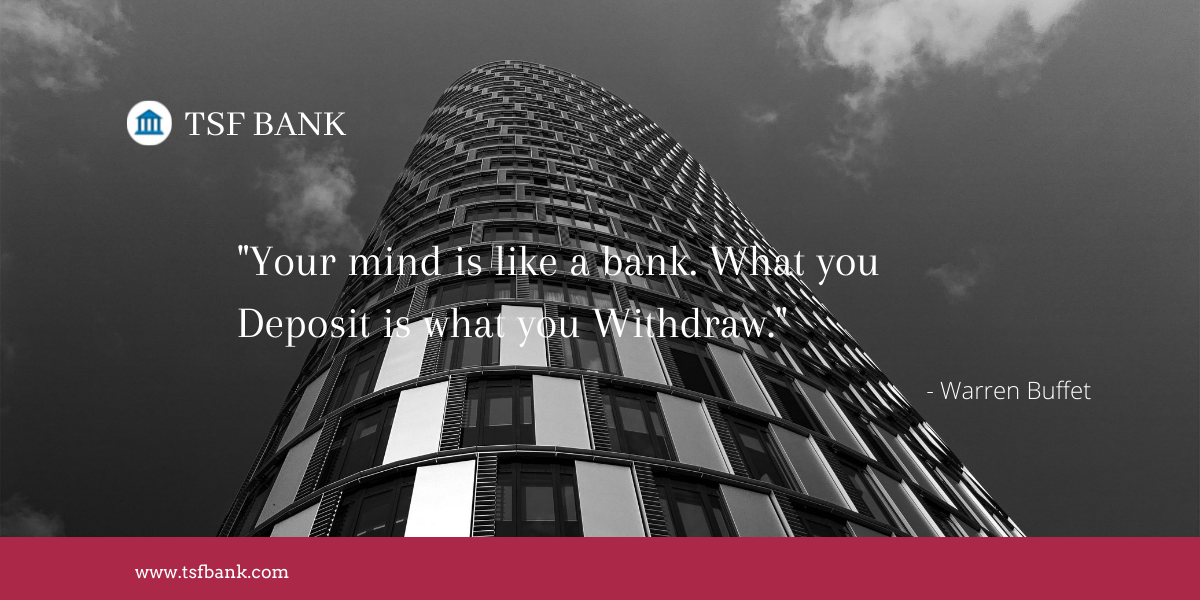 TSF BANK
"Your mind is like a bank. What you
Deposit is what you Withdraw."
- Warren Buffet
www.tsfbank.com